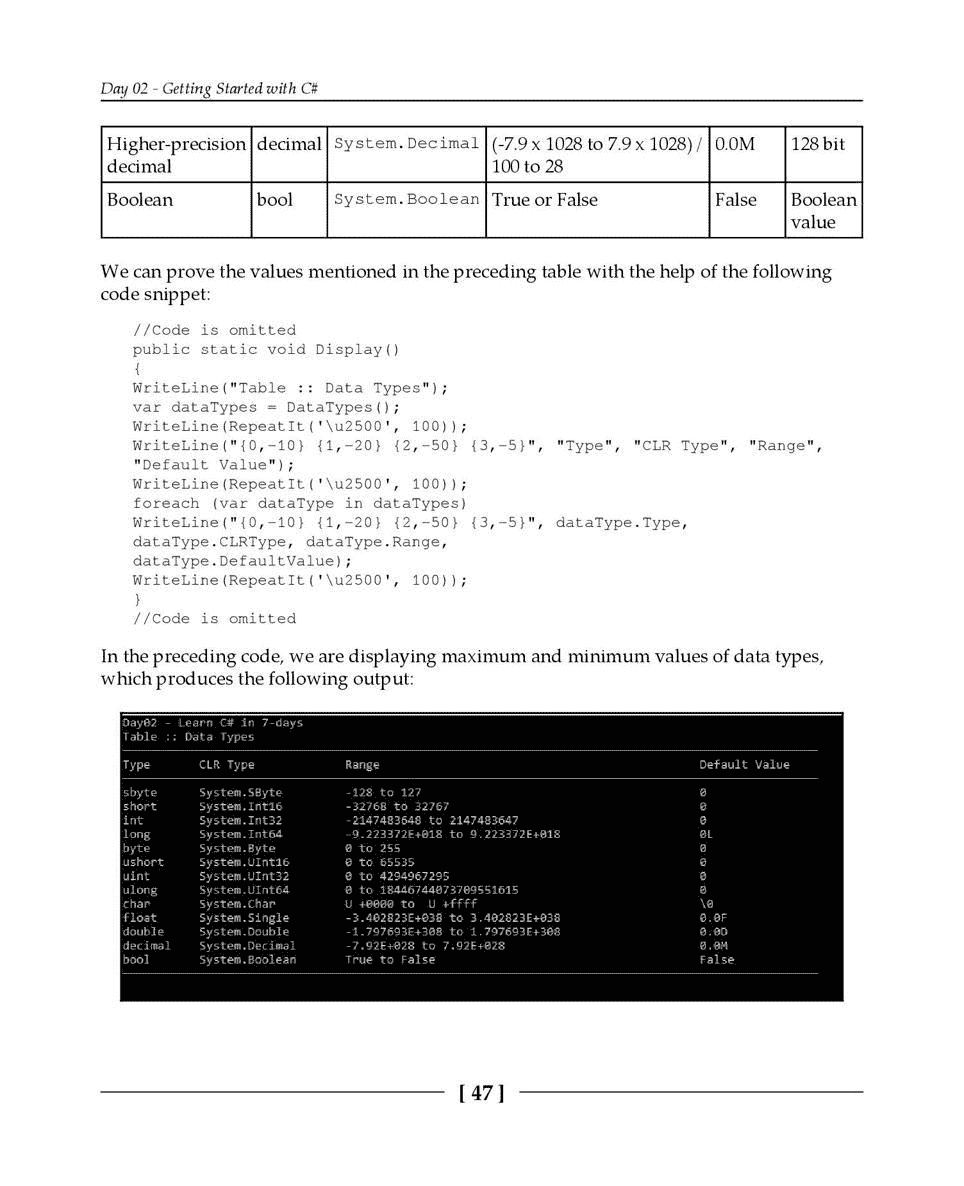 Day 02 - Getting Started with C#
Higher-precision decimal System.Decimal (-7.9 x 1028 to 7.9 x 1028) / 0.0M 128 bit
decimal 100 to 28
Boolean bool System.Boolean True or False False Boolean
value
We can prove the values mentioned in the preceding table with the help of the following
code snippet:
//Code is omitted
public static void Display()
{
WriteLine("Table :: Data Types");
var dataTypes = DataTypes();
WriteLine(RepeatIt('\u2500', 100));
WriteLine("{0,-10} {1,-20} {2,-50} {3,-5}", "Type", "CLR Type", "Range",
"Default Value");
WriteLine(RepeatIt('\u2500', 100));
foreach (var dataType in dataTypes)
WriteLine("{0,-10} {1,-20} {2,-50} {3,-5}", dataType.Type,
dataType.CLRType, dataType.Range,
dataType.DefaultValue);
WriteLine(RepeatIt('\u2500', 100));
}
//Code is omitted
In the preceding code, we are displaying maximum and minimum values of data types,
which produces the following output:
Day02 - Learn C# in 7-days
Table :: Data Types
Type CLR Type Range Default Value
sbyte System.SByte -128 to 127 0
short System.Int16 -32768 to 32767 0
int System.Int32 -2147483648 to 2147483647 0
long System.Int64 -9.223372E+018 to 9.223372E+018 0L
byte System.Byte 0 to 255 0
ushort System.UInt16 0 to 65535 0
uint System.UInt32 0 to 4294967295 0
ulong System.UInt64 0 to 18446744073709551615 0
char System.Char U +0000 to U +ffff \0
float System.Single -3.402823E+038 to 3.402823E+038 0.0F
double System.Double -1.797693E+308 to 1.797693E+308 0.0D
decimal System.Decimal -7.92E+028 to 7.92E+028 0.0M
bool System.Boolean True to False False
[ 47 ]